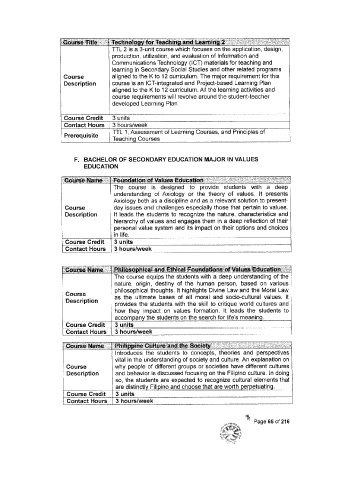 Course Title Technology for Teaching and Learning 2
TTL 2 is a 3-unit course which focuses on the application, design,
production, utilization, and evaluation of Information and
Communications Technology (ICT) materials for teaching and
learning in Secondary Social Studies and other related programs
aligned to the K to 12 curriculum. The major requirement for this
Course Description course is an ICT-integrated and Project-based Learning Plan
aligned to the K to 12 curriculum. All the learning activities and
course requirements will revolve around the student-teacher
developed Learning Plan.
Course Credit 3 units
Contact Hours 3 hours/week
Prerequisite TTL 1, Assessment of Learning Courses, and Principles of
Teaching Courses
F. BACHELOR OF SECONDARY EDUCATION MAJOR IN VALUES
EDUCATION
Course Name Foundation of Values Education
The course is designed to provide students with a deep
understanding of Axiology or the theory of values. It presents
Axiology both as a discipline and as a relevant solution to present-
Course Description day issues and challenges especially those that pertain to values.
It leads the students to recognize the nature, characteristics and
hierarchy of values and engages them in a deep reflection of their
personal value system and its impact on their options and choices
in life.
Course Credit 3 units
Contact Hours 3 hours/week
Course Name Philosophical and Ethical Foundations of Values Education
The course equips the students with a deep understanding of the
nature, origin, destiny of the human person, based on various
philosophical thoughts. It highlights Divine Law and the Moral Law
Course Description as the ultimate bases of all moral and socio-cultural values. It
provides the students with the skill to critique world cultures and
how they impact on values formation. It leads the students to
accompany the students on the search for life's meaning.
Course Credit 3 units
Contact Hours 3 hours/week
Course Name Philippine Culture and the Society
Introduces the students to concepts, theories and perspectives
vital in the understanding of society and culture. An explanation on
Course Description why people of different groups or societies have different cultures
and behavior is discussed focusing on the Filipino culture. In doing
so, the students are expected to recognize cultural elements that
are distinctly Filipino and choose that are worth perpetuating.
Course Credit 3 units
Contact Hours 3 hours/week
Page 65 of 216